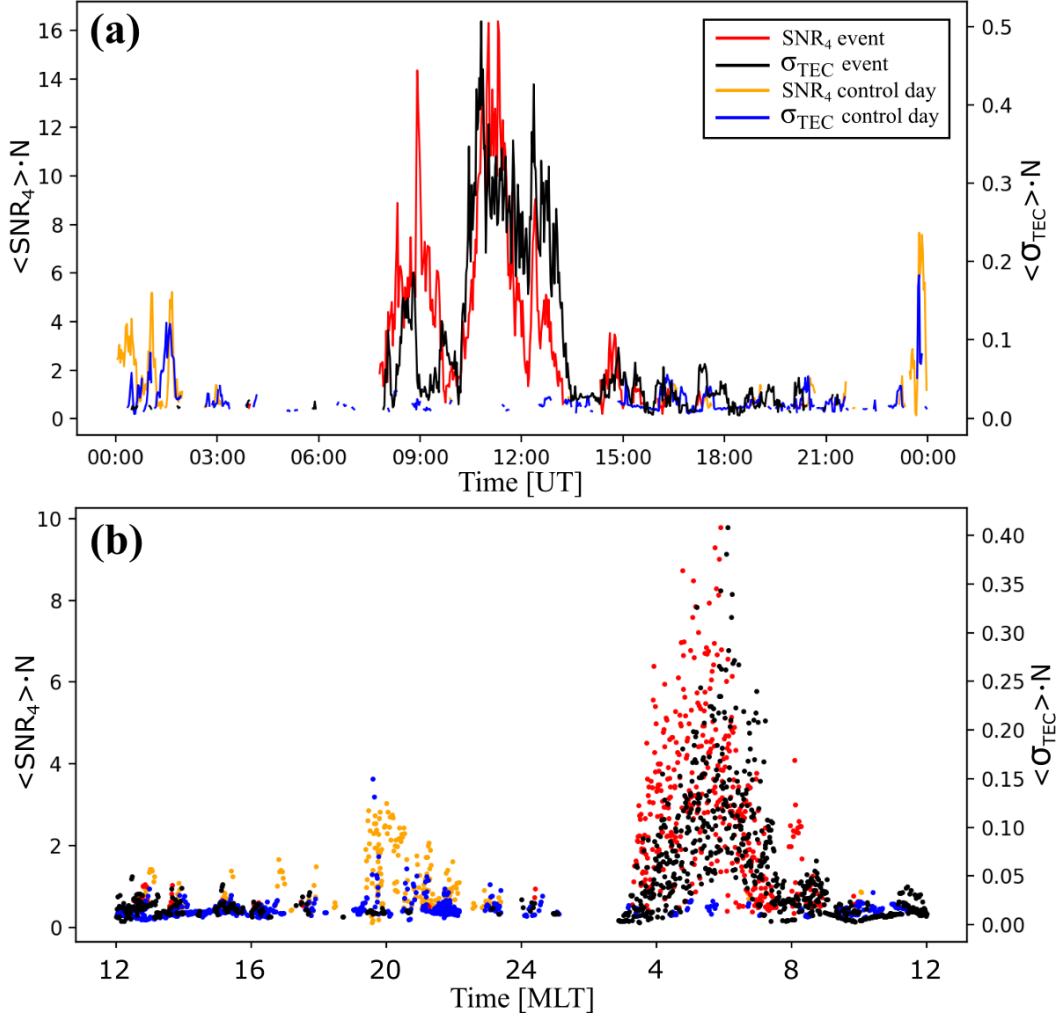 (a)
SNR₄ event
σTEC event
SNR₄ control day
σTEC control day
16
14
12
10
8
6
4
2
0
<SNR₄>·N
0.5
0.4
0.3
0.2
0.1
0.0
<σTEC>·N
00:00 03:00 06:00 09:00 12:00 15:00 18:00 21:00 00:00
Time [UT]
(b)
10
8
6
4
2
0
<SNR₄>·N
0.40
0.35
0.30
0.25
0.20
0.15
0.10
0.05
0.00
<σTEC>·N
12 16 20 24 4 8 12
Time [MLT]